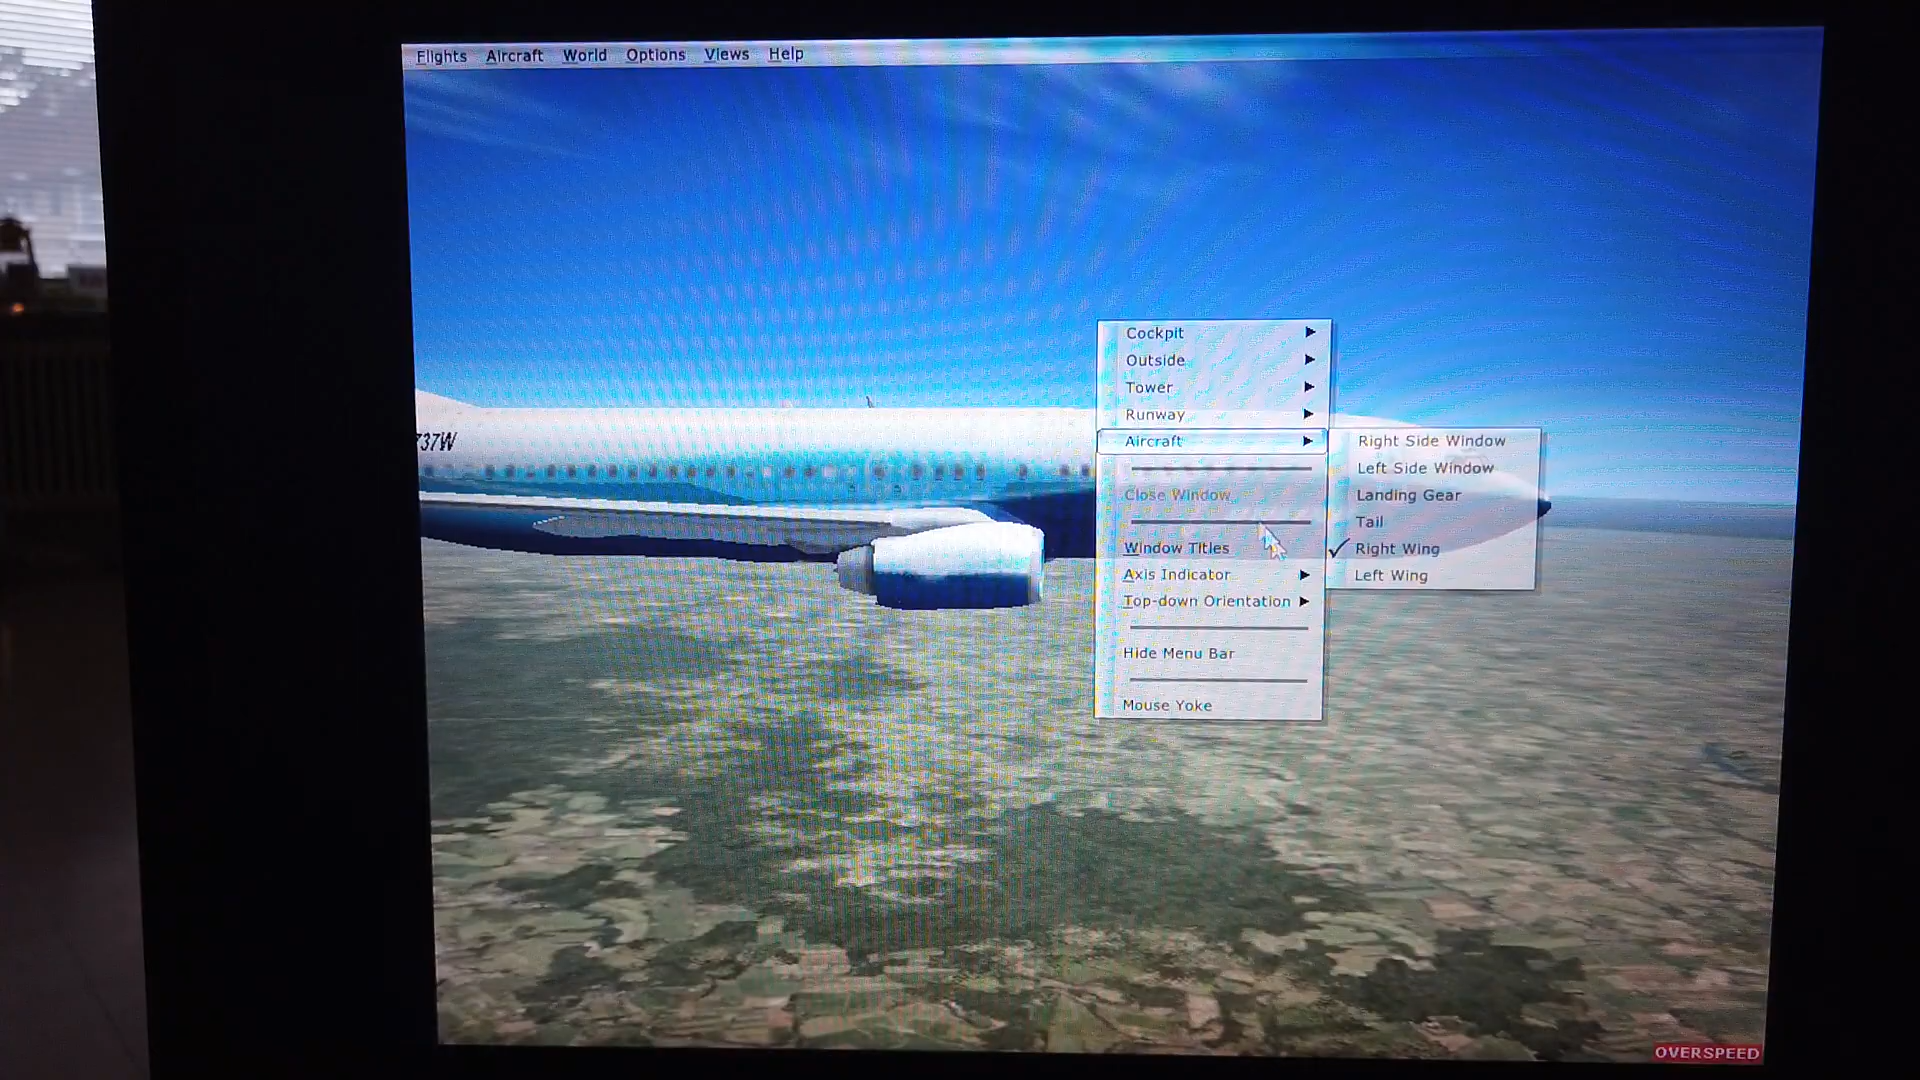 Flights Aircraft World Options Views Help
Cockpit
Outside
Tower
Runway
Aircraft
Close Window
Window Titles
Axis Indicator
Top-down Orientation
Hide Menu Bar
Mouse Yoke
Right Side Window
Left Side Window
Landing Gear
Tail
Right Wing
Left Wing
737W
OVERSPEED